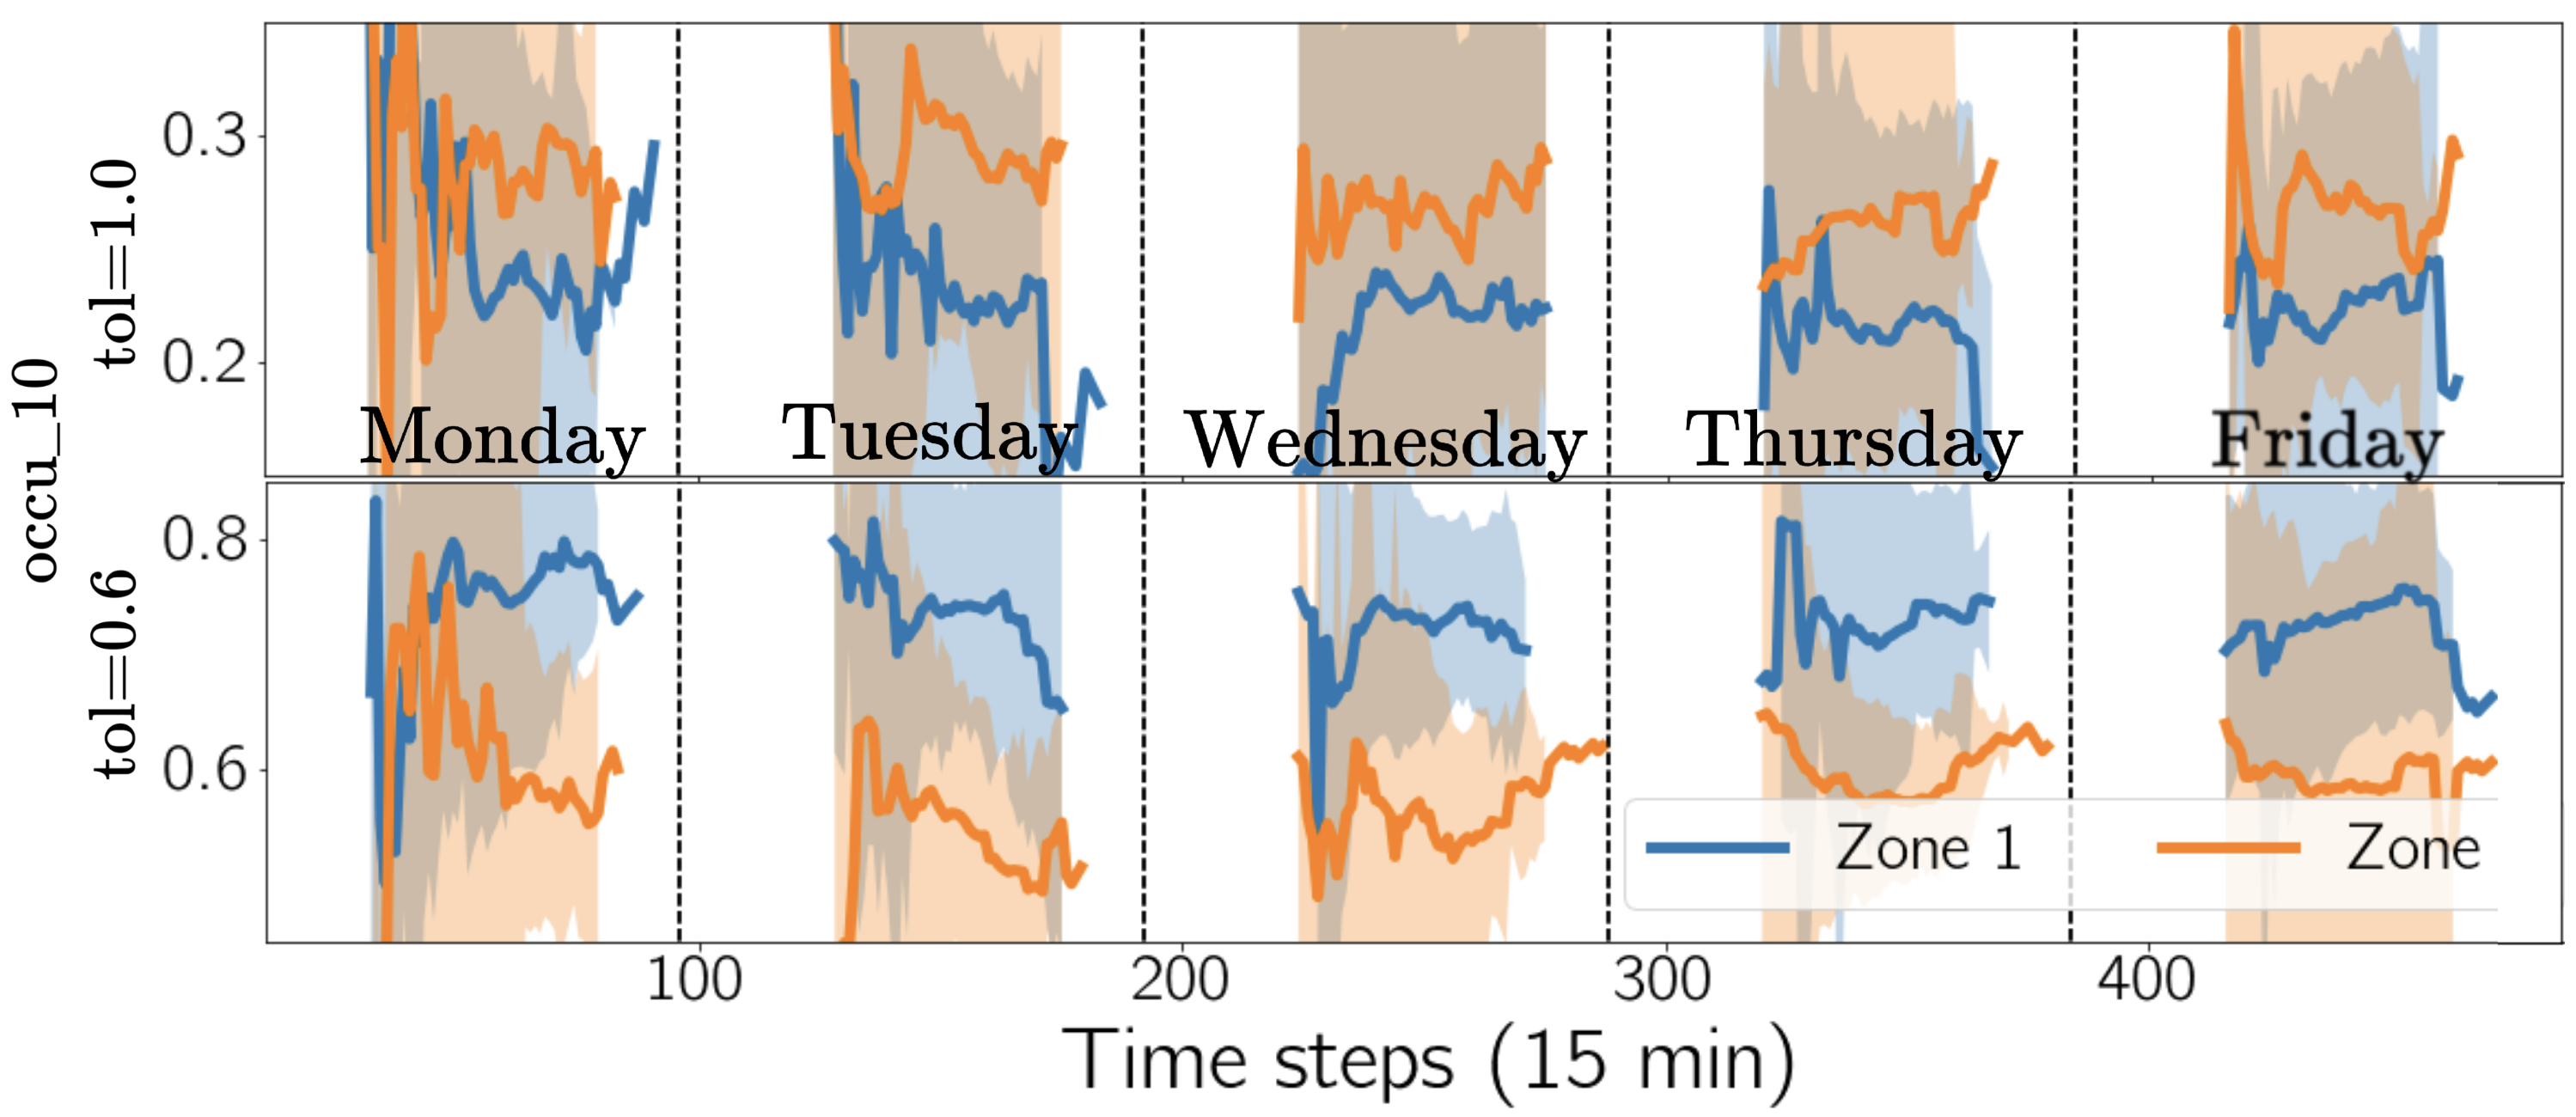 occu_10
tol=1.0
0.3
0.2
Monday Tuesday Wednesday Thursday Friday
tol=0.6
0.8
0.6
Zone 1 Zone
100 200 300 400
Time steps (15 min)